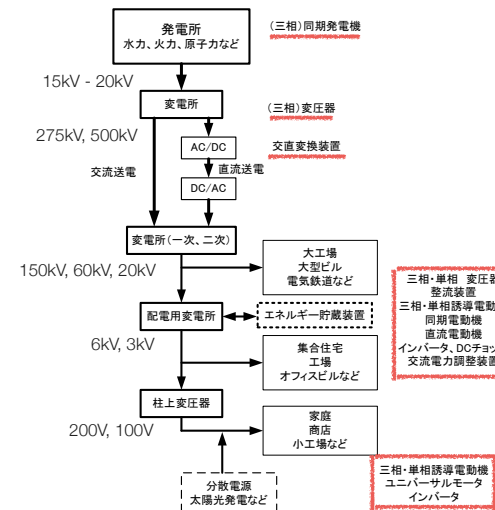 発電所
水力、火力、原子力など
(三相)同期発電機
15kV - 20kV
変電所
(三相)変圧器
275kV, 500kV
AC/DC
交直変換装置
交流送電
直流送電
DC/AC
変電所(一次、二次)
大工場
大型ビル
電気鉄道など
150kV, 60kV, 20kV
三相・単相 変圧器
整流装置
三相・単相誘導電動
同期電動機
直流電動機
インバータ、DCチョッ
交流電力調整装置
配電用変電所
エネルギー貯蔵装置
6kV, 3kV
集合住宅
工場
オフィスビルなど
柱上変圧器
200V, 100V
家庭
商店
小工場など
分散電源
太陽光発電など
三相・単相誘導電動機
ユニバーサルモータ
インバータ